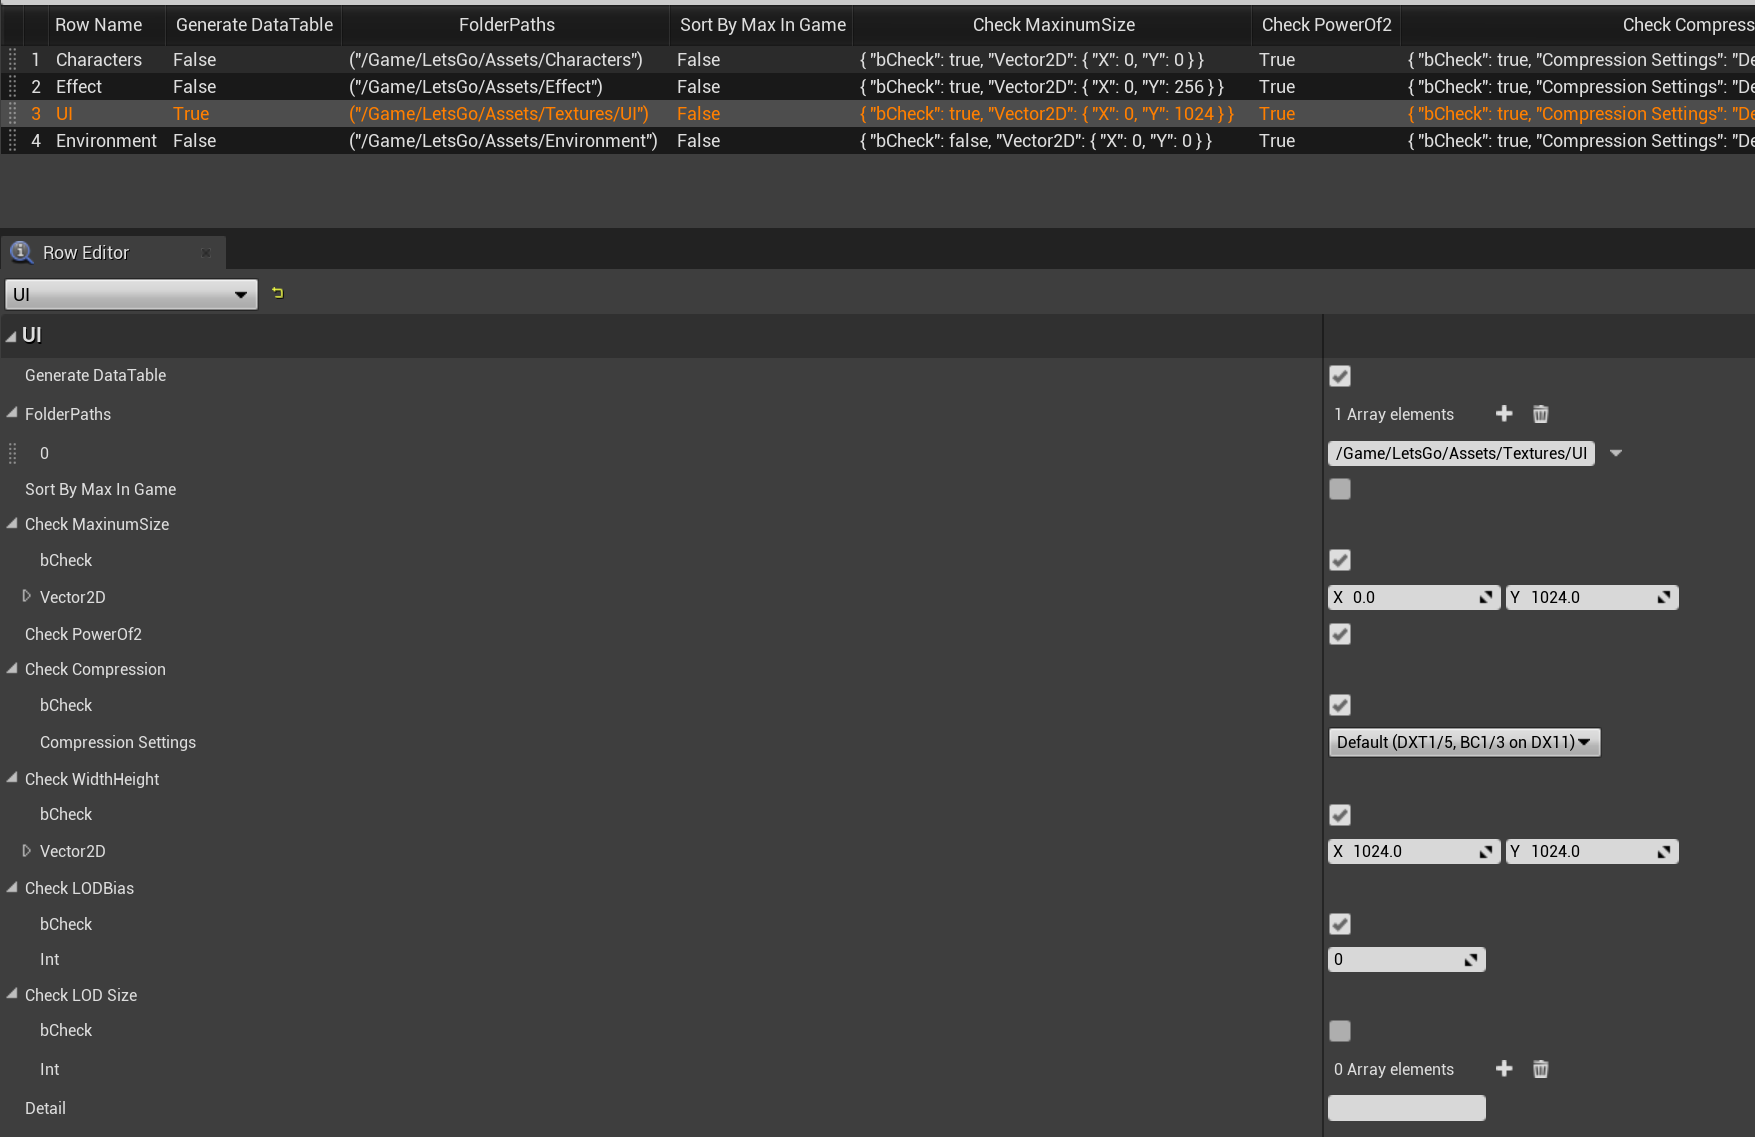 Row Name Generate DataTable FolderPaths Sort By Max In Game Check MaxinumSize Check PowerOf2 Check Compress
1 Characters False ("/Game/LetsGo/Assets/Characters") False { "bCheck": true, "Vector2D": { "X": 0, "Y": 0 } } True { "bCheck": true, "Compression Settings": "De
2 Effect False ("/Game/LetsGo/Assets/Effect") False { "bCheck": true, "Vector2D": { "X": 0, "Y": 256 } } True { "bCheck": true, "Compression Settings": "De
3 UI True ("/Game/LetsGo/Assets/Textures/UI") False { "bCheck": true, "Vector2D": { "X": 0, "Y": 1024 } } True { "bCheck": true, "Compression Settings": "De
4 Environment False ("/Game/LetsGo/Assets/Environment") False { "bCheck": false, "Vector2D": { "X": 0, "Y": 0 } } True { "bCheck": true, "Compression Settings": "De
Row Editor
UI
UI
Generate DataTable
FolderPaths 1 Array elements
0 /Game/LetsGo/Assets/Textures/UI
Sort By Max In Game
Check MaxinumSize
bCheck
Vector2D X 0.0 Y 1024.0
Check PowerOf2
Check Compression
bCheck
Compression Settings Default (DXT1/5, BC1/3 on DX11)
Check WidthHeight
bCheck
Vector2D X 1024.0 Y 1024.0
Check LODBias
bCheck
Int 0
Check LOD Size
bCheck
Int 0 Array elements
Detail